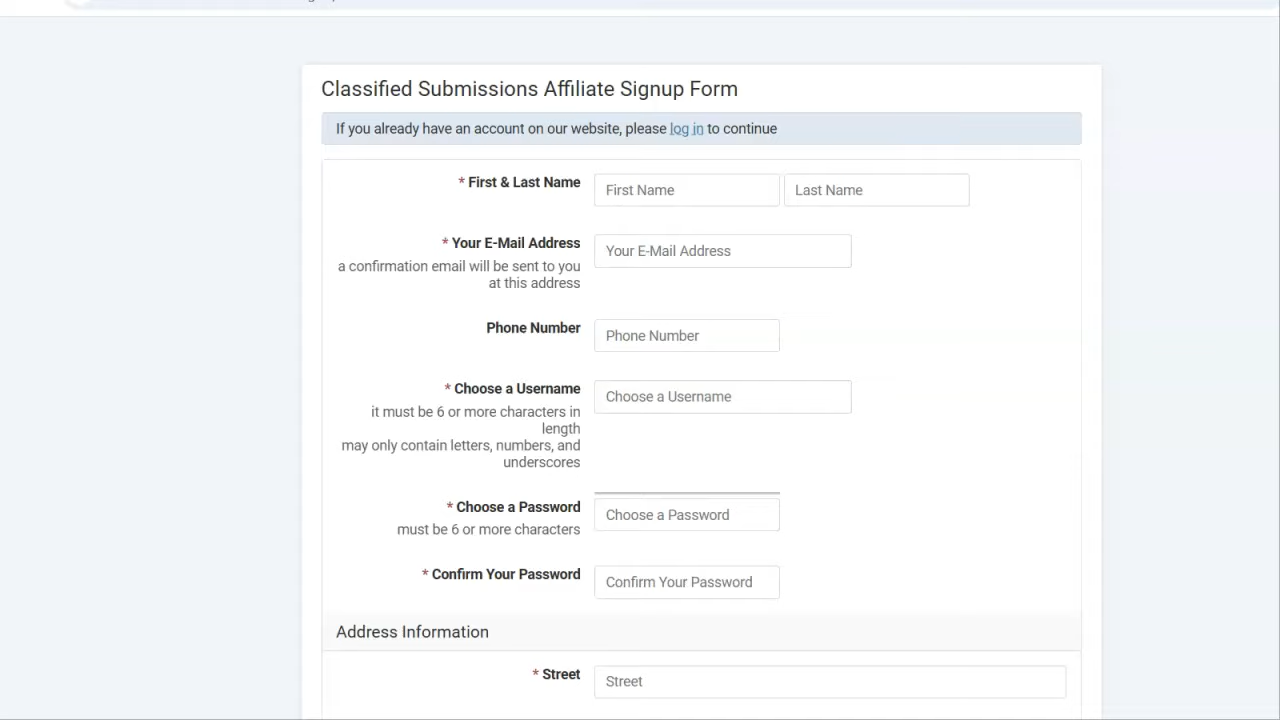 Classified Submissions Affiliate Signup Form
If you already have an account on our website, please log in to continue
* First & Last Name
First Name
Last Name
* Your E-Mail Address
a confirmation email will be sent to you
at this address
Your E-Mail Address
Phone Number
Phone Number
* Choose a Username
it must be 6 or more characters in
length
may only contain letters, numbers, and
underscores
Choose a Username
* Choose a Password
must be 6 or more characters
Choose a Password
* Confirm Your Password
Confirm Your Password
Address Information
* Street
Street